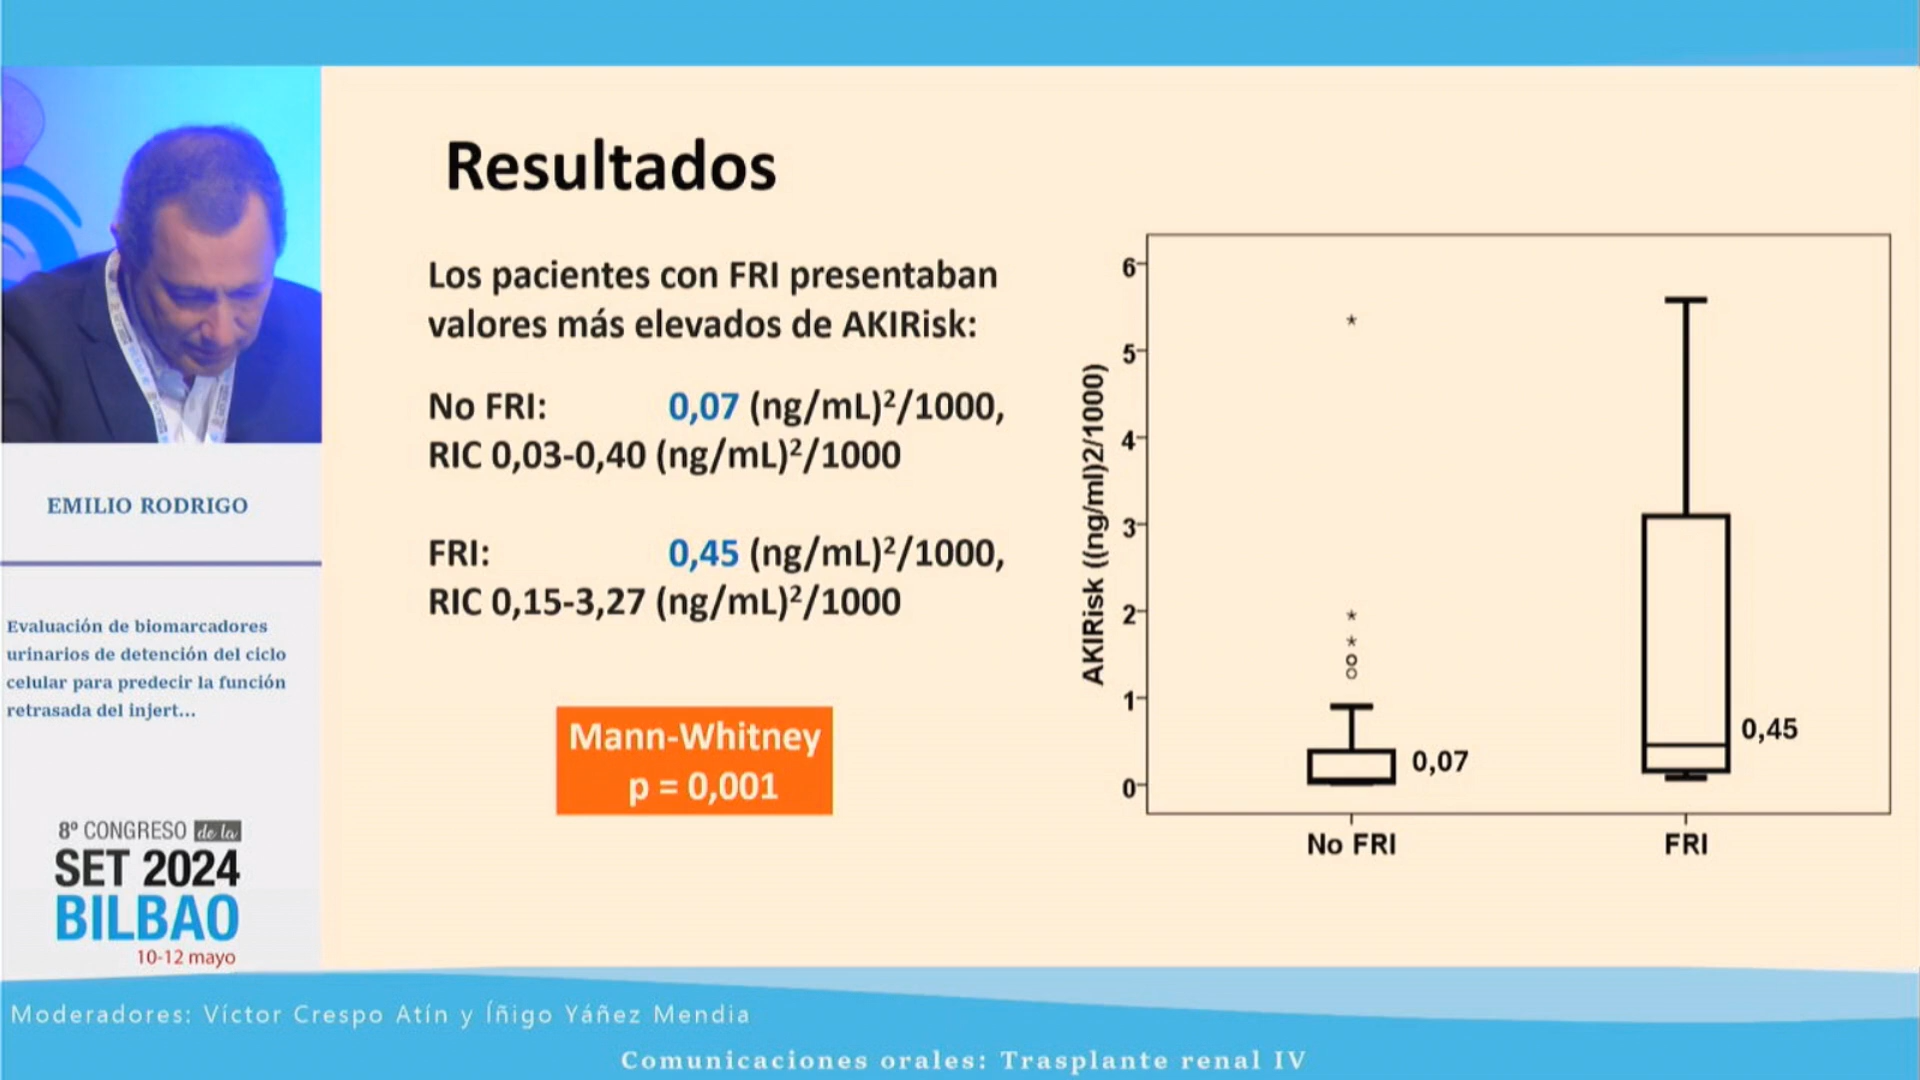 Resultados
Los pacientes con FRI presentaban
valores más elevados de AKIRisk:
No FRI: 0,07 (ng/mL)²/1000,
RIC 0,03-0,40 (ng/mL)²/1000
FRI: 0,45 (ng/mL)²/1000,
RIC 0,15-3,27 (ng/mL)²/1000
Mann-Whitney
p = 0,001
AKIRisk ((ng/ml)2/1000)
6
5
4
3
2
1
0
0,07
0,45
No FRI
FRI
EMILIO RODRIGO
Evaluación de biomarcadores
urinarios de detención del ciclo
celular para predecir la función
retrasada del injert...
8º CONGRESO de la
SET 2024
BILBAO
10-12 mayo
Moderadores: Víctor Crespo Atín y Íñigo Yáñez Mendia
Comunicaciones orales: Trasplante renal IV